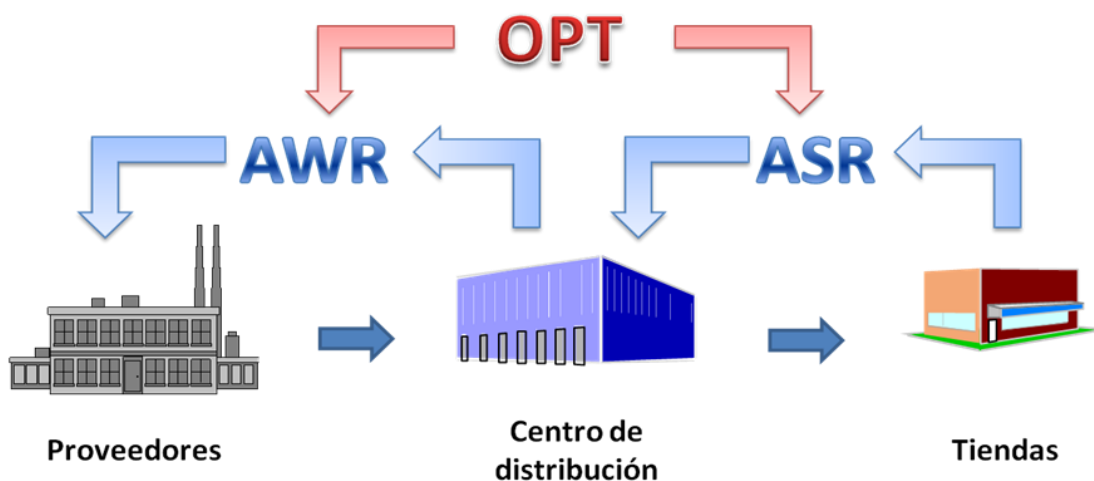 OPT
AWR
ASR
Proveedores
Centro de
distribución
Tiendas